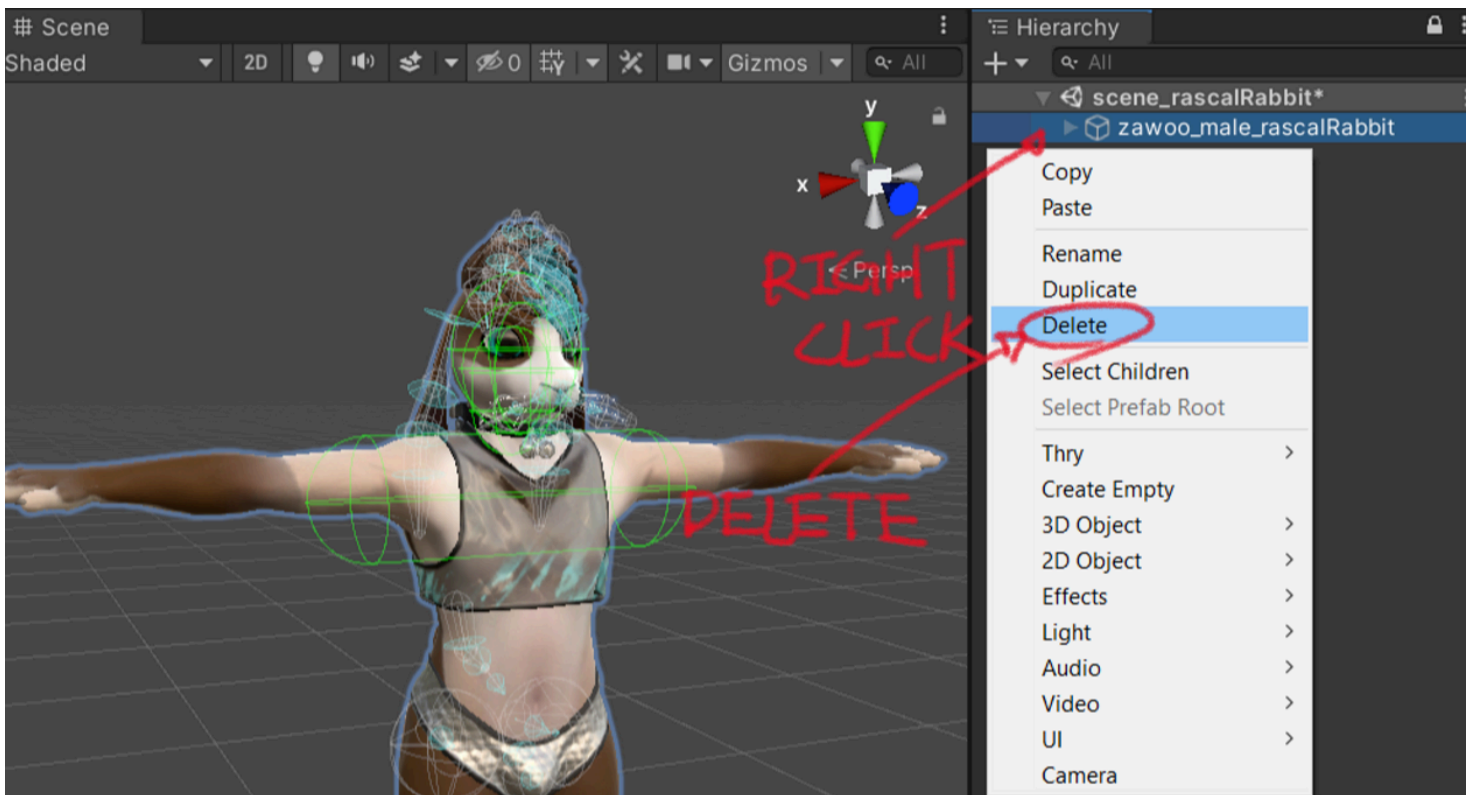 Scene
Shaded
2D
0
Gizmos
All
y
x
z
< Persp
RIGHT
CLICK
DELETE
Hierarchy
All
scene_rascalRabbit*
zawoo_male_rascalRabbit
Copy
Paste
Rename
Duplicate
Delete
Select Children
Select Prefab Root
Thry
Create Empty
3D Object
2D Object
Effects
Light
Audio
Video
UI
Camera